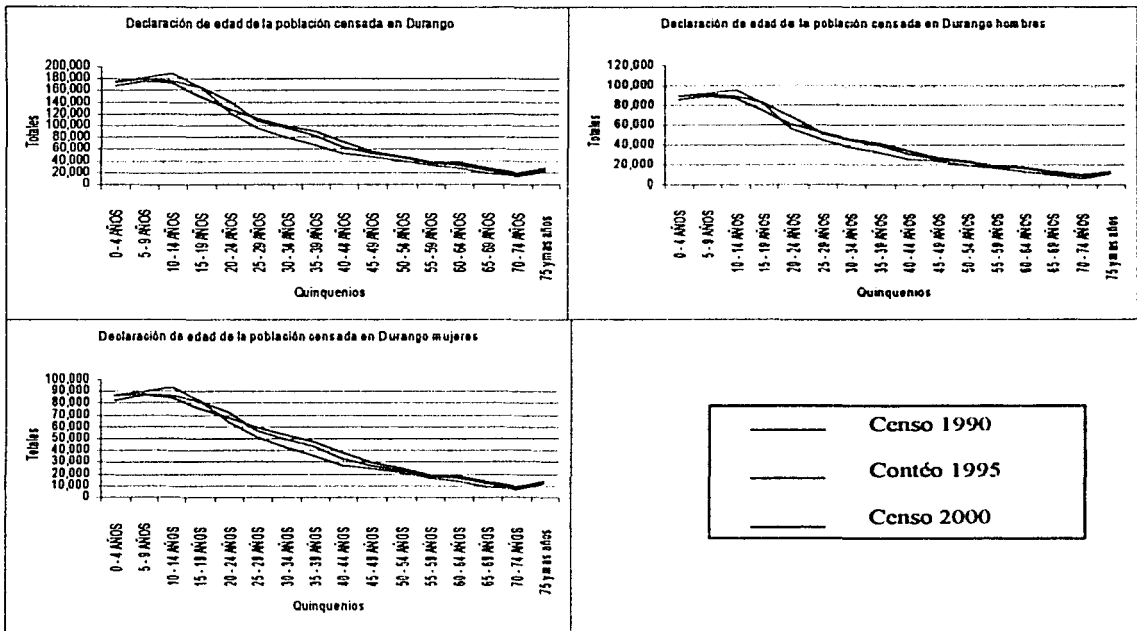 Declaración de edad de la población censada en Durango
Totales
200,000
180,000
160,000
140,000
120,000
100,000
80,000
60,000
40,000
20,000
0
0 - 4 AÑOS
5 - 9 AÑOS
10 - 14 AÑOS
15 - 19 AÑOS
20 - 24 AÑOS
25 - 29 AÑOS
30 - 34 AÑOS
35 - 39 AÑOS
40 - 44 AÑOS
45 - 49 AÑOS
50 - 54 AÑOS
55 - 59 AÑOS
60 - 64 AÑOS
65 - 69 AÑOS
70 - 74 AÑOS
75 y mas años
Quinquenios
Declaración de edad de la población censada en Durango hombres
Totales
120,000
100,000
80,000
60,000
40,000
20,000
0
0 - 4 AÑOS
5 - 9 AÑOS
10 - 14 AÑOS
15 - 19 AÑOS
20 - 24 AÑOS
25 - 29 AÑOS
30 - 34 AÑOS
35 - 39 AÑOS
40 - 44 AÑOS
45 - 49 AÑOS
50 - 54 AÑOS
55 - 59 AÑOS
60 - 64 AÑOS
65 - 69 AÑOS
70 - 74 AÑOS
75 y mas años
Quinquenios
Declaración de edad de la población censada en Durango mujeres
Totales
100,000
90,000
80,000
70,000
60,000
50,000
40,000
30,000
20,000
10,000
0
0 - 4 AÑOS
5 - 9 AÑOS
10 - 14 AÑOS
15 - 19 AÑOS
20 - 24 AÑOS
25 - 29 AÑOS
30 - 34 AÑOS
35 - 39 AÑOS
40 - 44 AÑOS
45 - 49 AÑOS
50 - 54 AÑOS
55 - 59 AÑOS
60 - 64 AÑOS
65 - 69 AÑOS
70 - 74 AÑOS
75 y mas años
Quinquenios
Censo 1990
Contéo 1995
Censo 2000